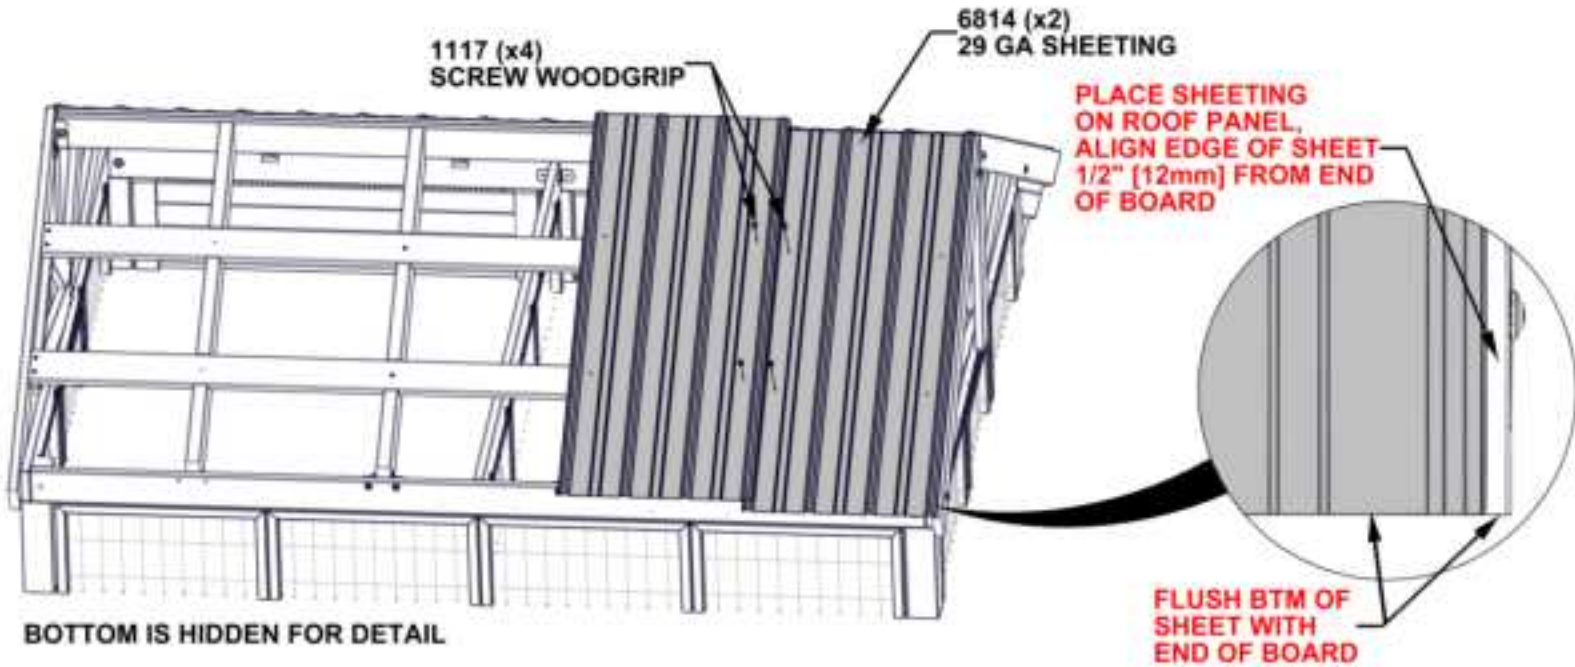 6814 (x2)
29 GA SHEETING
1117 (x4)
SCREW WOODGRIP
PLACE SHEETING
ON ROOF PANEL,
ALIGN EDGE OF SHEET
1/2" [12mm] FROM END
OF BOARD
FLUSH BTM OF
SHEET WITH
END OF BOARD
BOTTOM IS HIDDEN FOR DETAIL